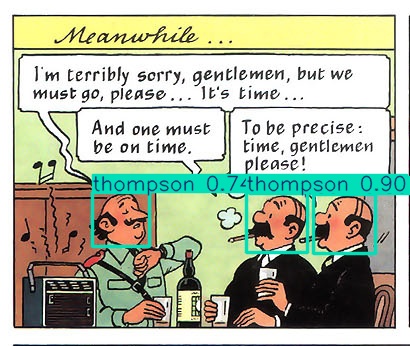 Meanwhile ...
I'm terribly sorry, gentlemen, but we
must go, please... It's time...
And one must
be on time.
To be precise:
time, gentlemen
please!
thompson 0.74
thompson 0.90